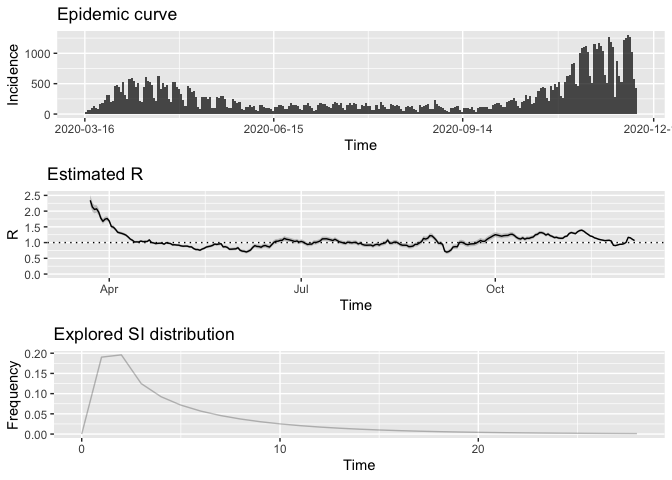 Epidemic curve
Incidence
1000
500
0
2020-03-16 2020-06-15 2020-09-14 2020-12-
Time
Estimated R
R
2.5
2.0
1.5
1.0
0.5
0.0
Apr Jul Oct
Time
Explored SI distribution
Frequency
0.20
0.15
0.10
0.05
0.00
0 10 20
Time